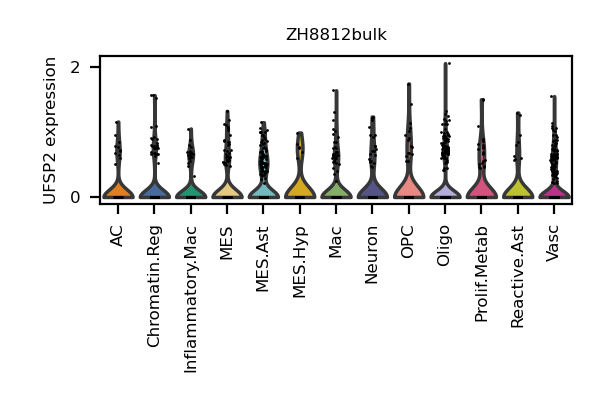 ZH8812bulk
UFSP2 expression
2
0
AC
Chromatin.Reg
Inflammatory.Mac
MES
MES.Ast
MES.Hyp
Mac
Neuron
OPC
Oligo
Prolif.Metab
Reactive.Ast
Vasc